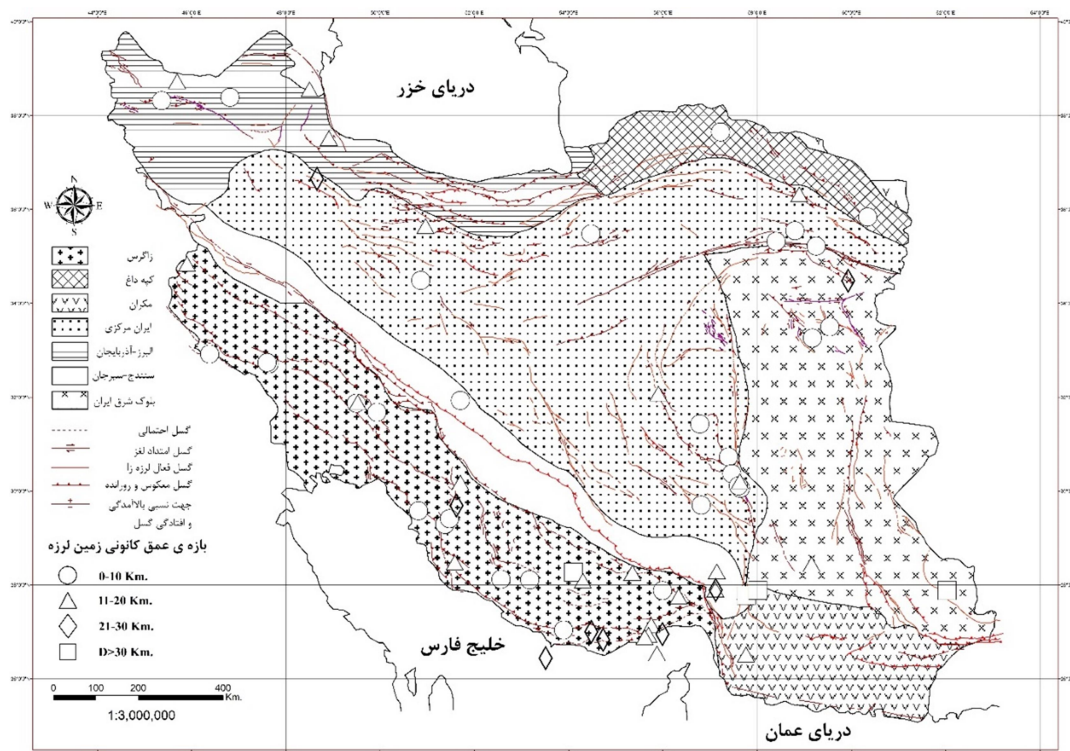 دریای خزر
N
W E
S
زاگرس
کپه داغ
مکران
ایران مرکزی
البرز-آذربایجان
سنندج-سیرجان
بلوک شرق ایران
گسل احتمالی
گسل امتداد لغز
گسل فعال لرزه زا
گسل معکوس و رورانده
جهت نسبی بالاآمدگی
و افتادگی گسل
بازه ی عمق کانونی زمین لرزه
0-10 Km.
11-20 Km.
21-30 Km.
D>30 Km.
0 100 200 400
Km.
1:3,000,000
خلیج فارس
دریای عمان